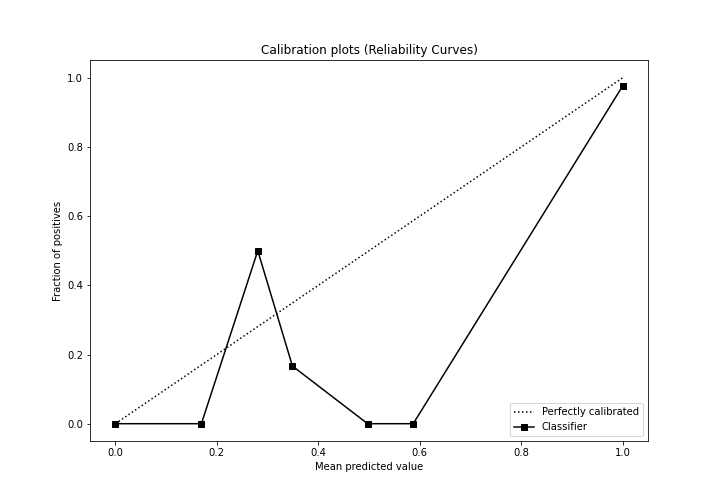 Calibration plots (Reliability Curves)
1.0
0.8
0.6
0.4
0.2
0.0
Fraction of positives
0.0 0.2 0.4 0.6 0.8 1.0
Mean predicted value
Perfectly calibrated
Classifier